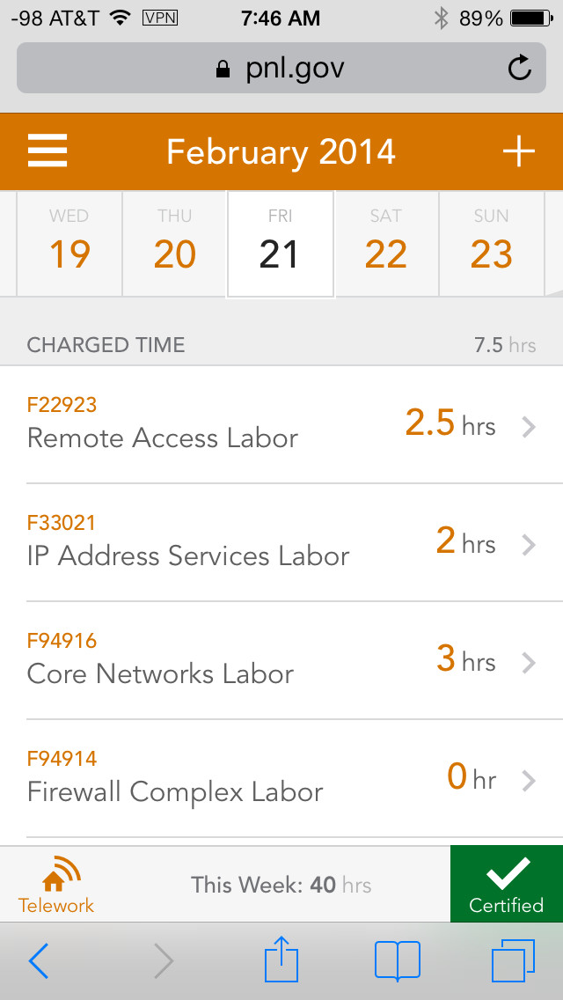 -98 AT&T VPN 7:46 AM 89%
pnl.gov
February 2014
WED THU FRI SAT SUN
19 20 21 22 23
CHARGED TIME 7.5 hrs
F22923
Remote Access Labor 2.5 hrs
F33021
IP Address Services Labor 2 hrs
F94916
Core Networks Labor 3 hrs
F94914
Firewall Complex Labor 0 hr
This Week: 40 hrs
Telework Certified